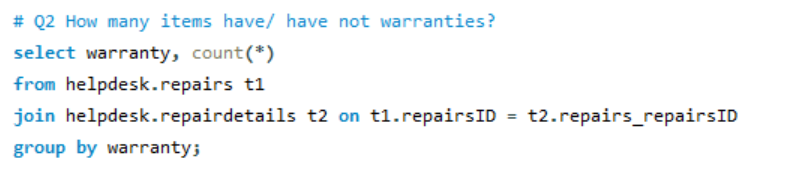 # Q2 How many items have/ have not warranties?
select warranty, count(*)
from helpdesk.repairs t1
join helpdesk.repairdetails t2 on t1.repairsID = t2.repairs_repairsID
group by warranty;